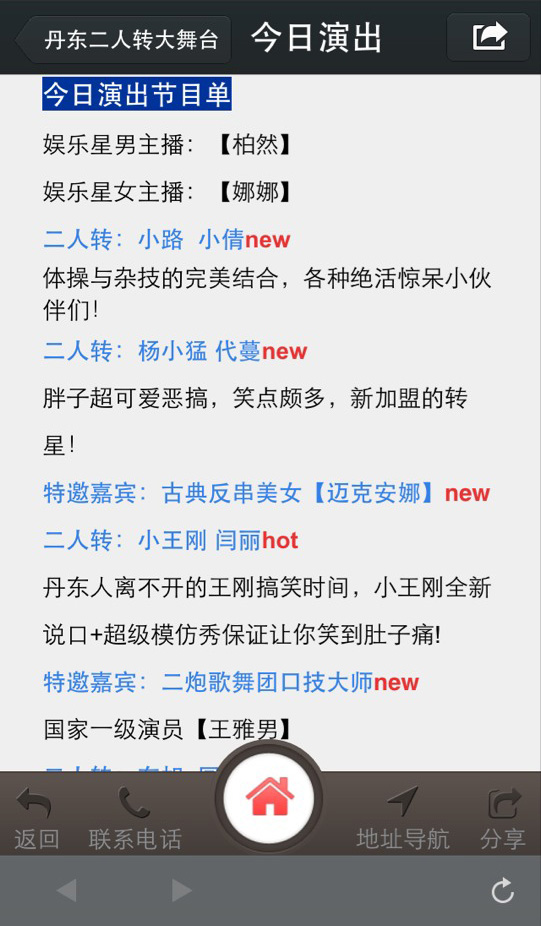 丹东二人转大舞台
今日演出
今日演出节目单
娱乐星男主播：【柏然】
娱乐星女主播：【娜娜】
二人转：小路 小倩new
体操与杂技的完美结合，各种绝活惊呆小伙
伴们！
二人转：杨小猛 代蔓new
胖子超可爱恶搞，笑点颇多，新加盟的转
星！
特邀嘉宾：古典反串美女【迈克安娜】new
二人转：小王刚 闫丽hot
丹东人离不开的王刚搞笑时间，小王刚全新
说口+超级模仿秀保证让你笑到肚子痛!
特邀嘉宾：二炮歌舞团口技大师new
国家一级演员【王雅男】
返回
联系电话
地址导航
分享